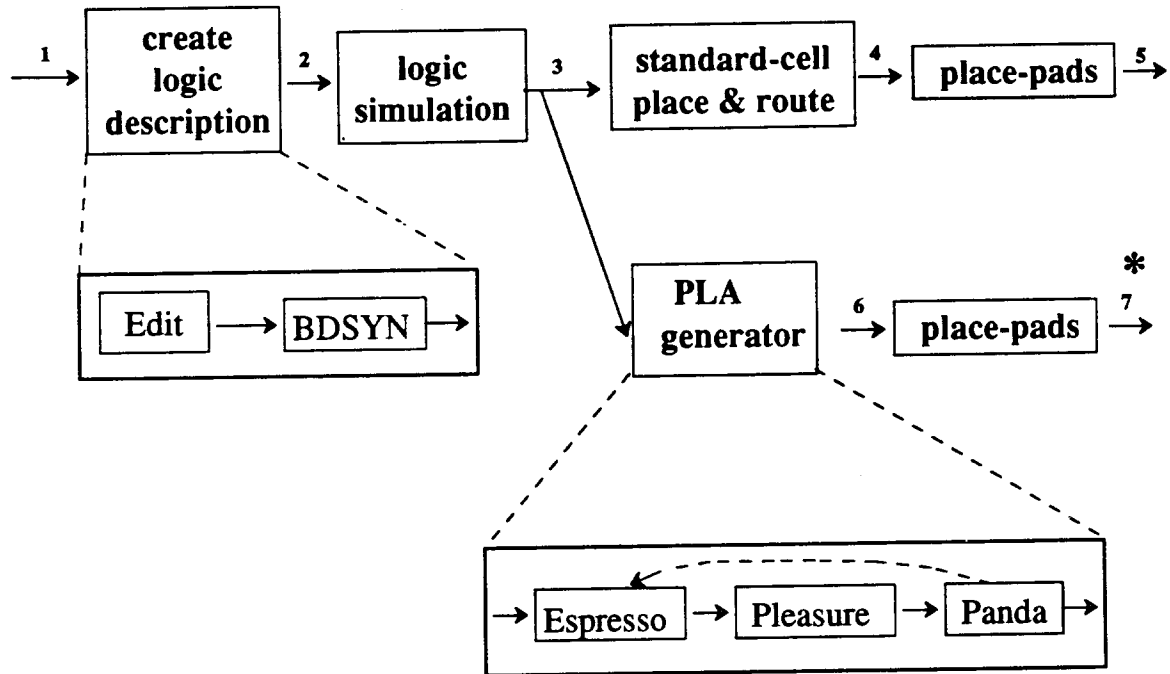 1
create
logic
description
2
logic
simulation
3
standard-cell
place & route
4
place-pads
5
Edit
BDSYN
PLA
generator
6
place-pads
*
7
Espresso
Pleasure
Panda